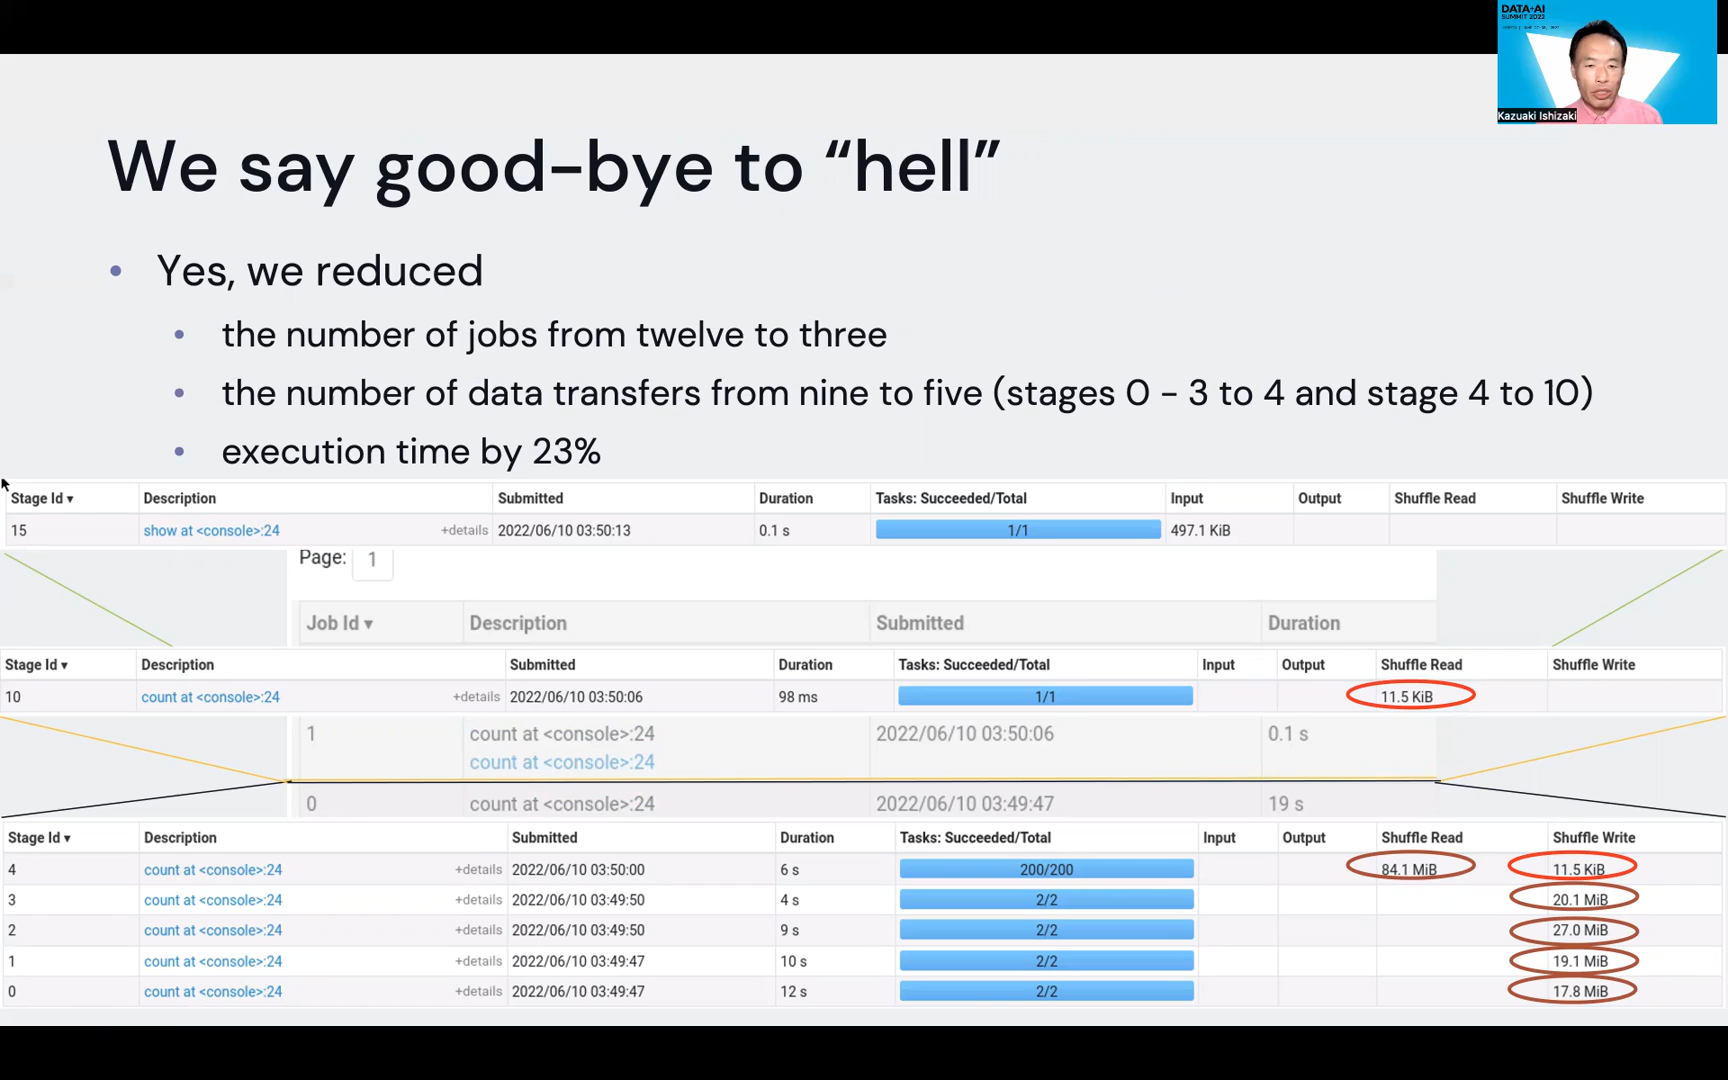 DATA+AI
SUMMIT 2022
Kazuaki Ishizaki
We say good-bye to “hell”
• Yes, we reduced
• the number of jobs from twelve to three
• the number of data transfers from nine to five (stages 0 - 3 to 4 and stage 4 to 10)
• execution time by 23%
Stage Id ▾ Description Submitted Duration Tasks: Succeeded/Total Input Output Shuffle Read Shuffle Write
15 show at <console>:24 +details 2022/06/10 03:50:13 0.1 s 1/1 497.1 KiB
Page: 1
Job Id ▾ Description Submitted Duration
Stage Id ▾ Description Submitted Duration Tasks: Succeeded/Total Input Output Shuffle Read Shuffle Write
10 count at <console>:24 +details 2022/06/10 03:50:06 98 ms 1/1 11.5 KiB
1 count at <console>:24 2022/06/10 03:50:06 0.1 s
count at <console>:24
0 count at <console>:24 2022/06/10 03:49:47 19 s
Stage Id ▾ Description Submitted Duration Tasks: Succeeded/Total Input Output Shuffle Read Shuffle Write
4 count at <console>:24 +details 2022/06/10 03:50:00 6 s 200/200 84.1 MiB 11.5 KiB
3 count at <console>:24 +details 2022/06/10 03:49:50 4 s 2/2 20.1 MiB
2 count at <console>:24 +details 2022/06/10 03:49:50 9 s 2/2 27.0 MiB
1 count at <console>:24 +details 2022/06/10 03:49:47 10 s 2/2 19.1 MiB
0 count at <console>:24 +details 2022/06/10 03:49:47 12 s 2/2 17.8 MiB